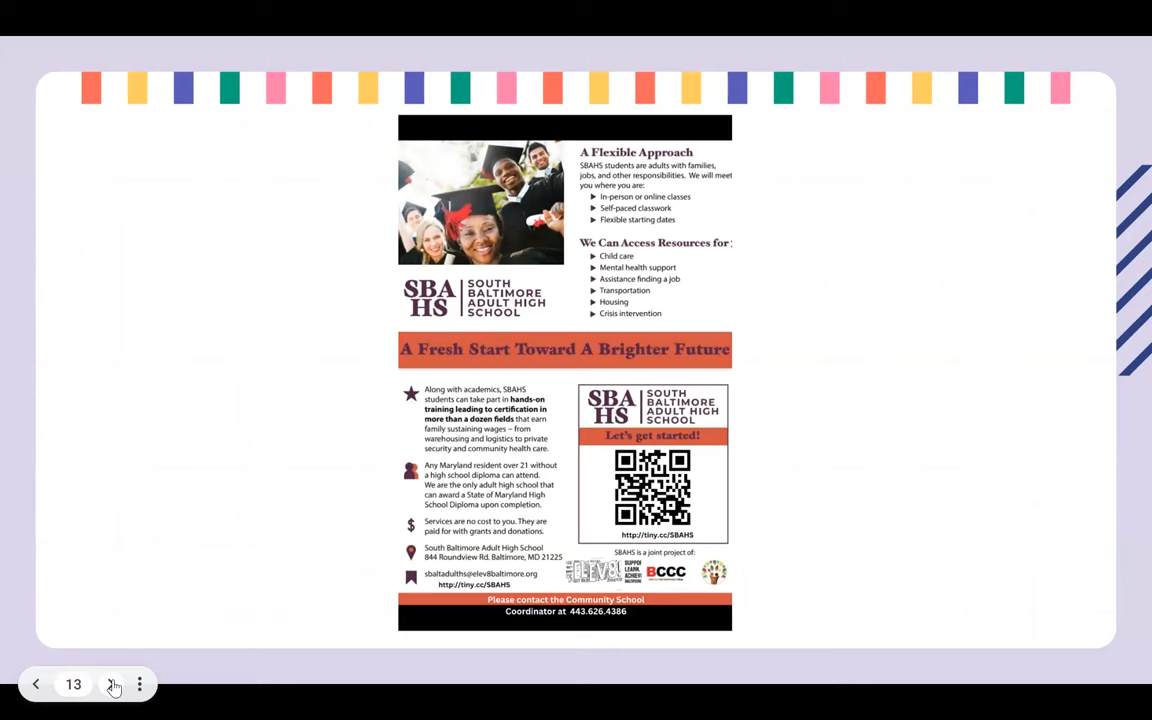 A Flexible Approach
SBAHS students are adults with families,
jobs, and other responsibilities. We will meet
you where you are:
In-person or online classes
Self-paced classwork
Flexible starting dates
We Can Access Resources for
Child care
Mental health support
Assistance finding a job
Transportation
Housing
Crisis intervention
SBA
HS
SOUTH
BALTIMORE
ADULT HIGH
SCHOOL
A Fresh Start Toward A Brighter Future
Along with academics, SBAHS
students can take part in hands-on
training leading to certification in
more than a dozen fields that earn
family sustaining wages – from
warehousing and logistics to private
security and community health care.
Any Maryland resident over 21 without
a high school diploma can attend.
We are the only adult high school that
can award a State of Maryland High
School Diploma upon completion.
$ Services are no cost to you. They are
paid for with grants and donations.
South Baltimore Adult High School
844 Roundview Rd. Baltimore, MD 21225
sbaltadulths@elev8baltimore.org
http://tiny.cc/SBAHS
SBA
HS
SOUTH
BALTIMORE
ADULT HIGH
SCHOOL
Let's get started!
http://tiny.cc/SBAHS
SBAHS is a joint project of:
ELEV8
LEARN.
BCCC
Please contact the Community School
Coordinator at 443.626.4386
13